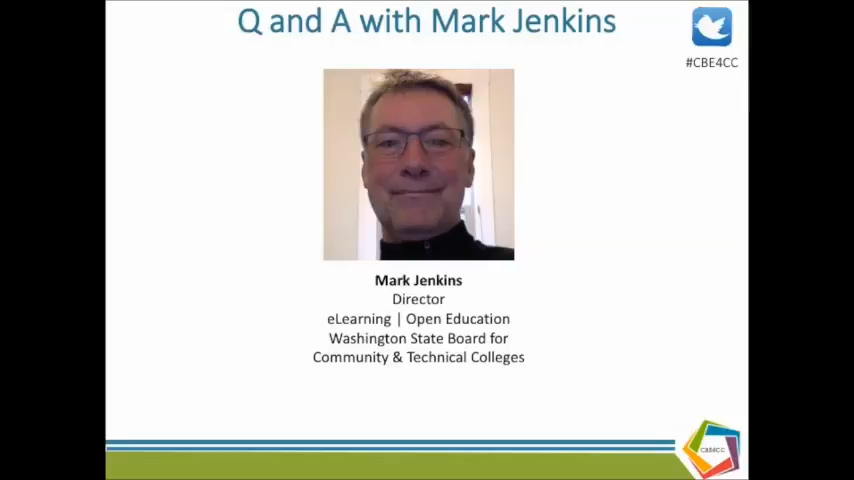 Q and A with Mark Jenkins
#CBE4CC
Mark Jenkins
Director
eLearning | Open Education
Washington State Board for
Community & Technical Colleges
CBE4CC